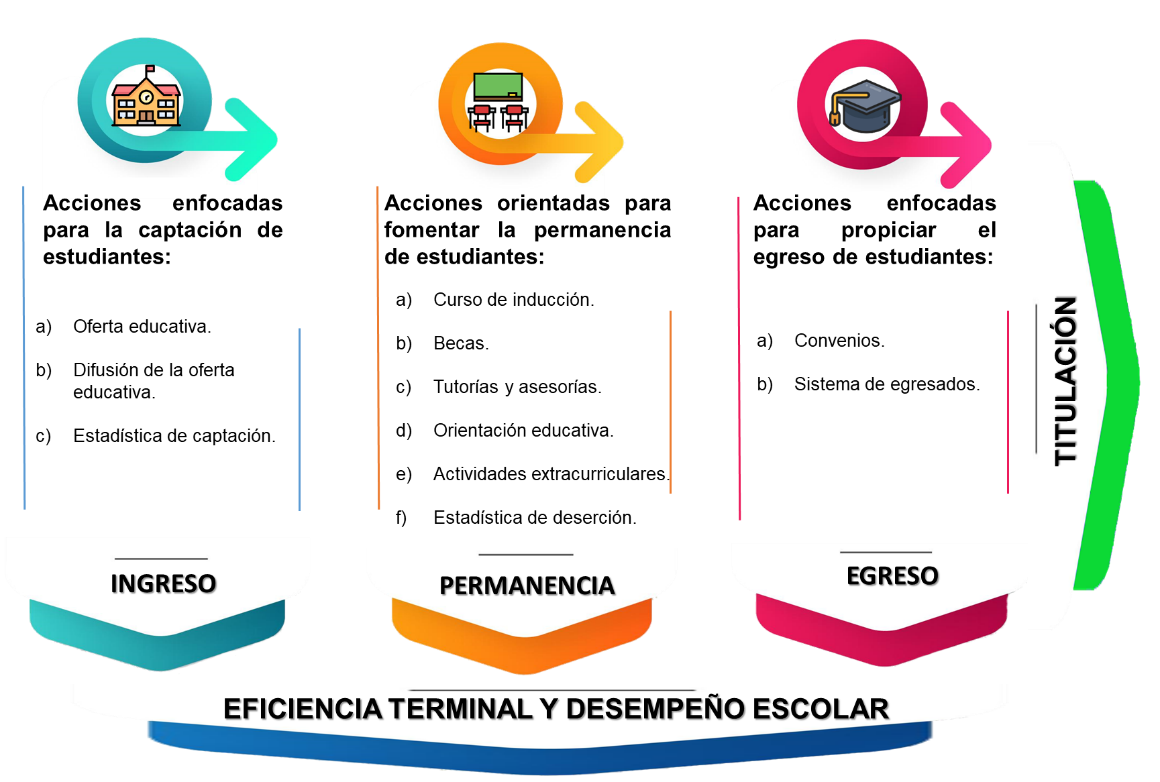 Acciones enfocadas
para la captación de
estudiantes:
a) Oferta educativa.
b) Difusión de la oferta
educativa.
c) Estadística de captación.
INGRESO
Acciones orientadas para
fomentar la permanencia
de estudiantes:
a) Curso de inducción.
b) Becas.
c) Tutorías y asesorías.
d) Orientación educativa.
e) Actividades extracurriculares.
f) Estadística de deserción.
PERMANENCIA
Acciones enfocadas
para propiciar el
egreso de estudiantes:
a) Convenios.
b) Sistema de egresados.
EGRESO
TITULACIÓN
EFICIENCIA TERMINAL Y DESEMPEÑO ESCOLAR